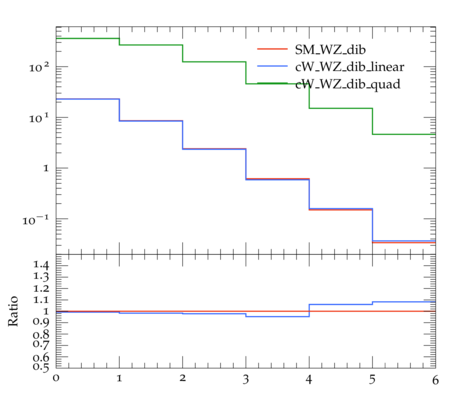 SM_WZ_dib
cW_WZ_dib_linear
cW_WZ_dib_quad
10²
10¹
1
10⁻¹
Ratio
1.4
1.3
1.2
1.1
1
0.9
0.8
0.7
0.6
0.5
0 1 2 3 4 5 6